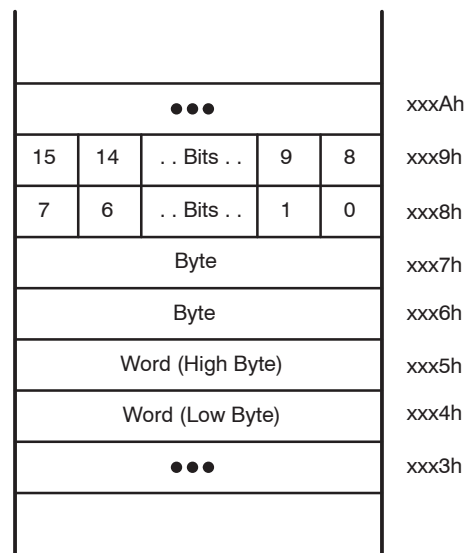 ●●● xxxAh
15 14 . . Bits . . 9 8 xxx9h
7 6 . . Bits . . 1 0 xxx8h
Byte xxx7h
Byte xxx6h
Word (High Byte) xxx5h
Word (Low Byte) xxx4h
●●● xxx3h